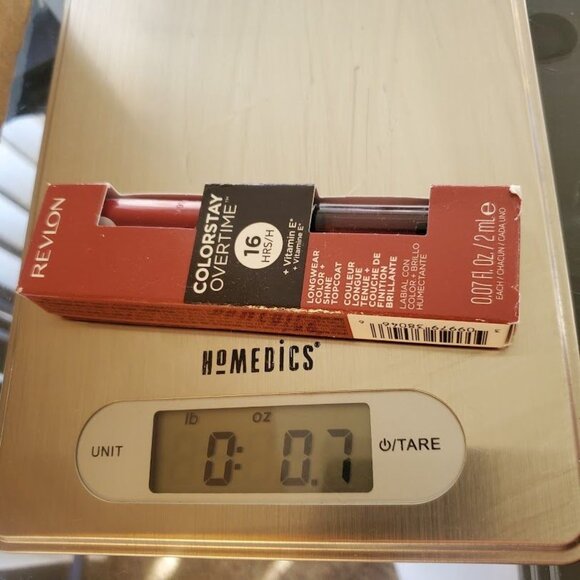 REVLON
COLORSTAY
OVERTIME™
16
HRS/H
+ Vitamin E*
+ Vitamine E*
LONGWEAR
COLOR +
SHINE
TOPCOAT
COULEUR
LONGUE
TENUE +
COUCHE DE
FINITION
BRILLANTE
LABIAL CON
COLOR + BRILLO
HUMECTANTE
0.07 Fl.Oz / 2 mL e
EACH / CHACUN / CADA UNO
HoMEDiCS®
UNIT
lb oz
0: 0.7
/TARE